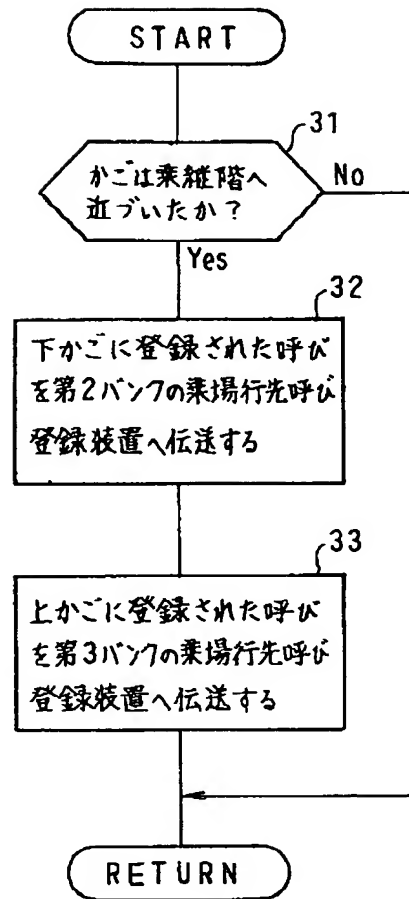 START
31
かごは乗継階へ
近づいたか?
No
Yes
32
下かごに登録された呼び
を第2バンクの乗場行先呼び
登録装置へ伝送する
33
上かごに登録された呼び
を第3バンクの乗場行先呼び
登録装置へ伝送する
RETURN